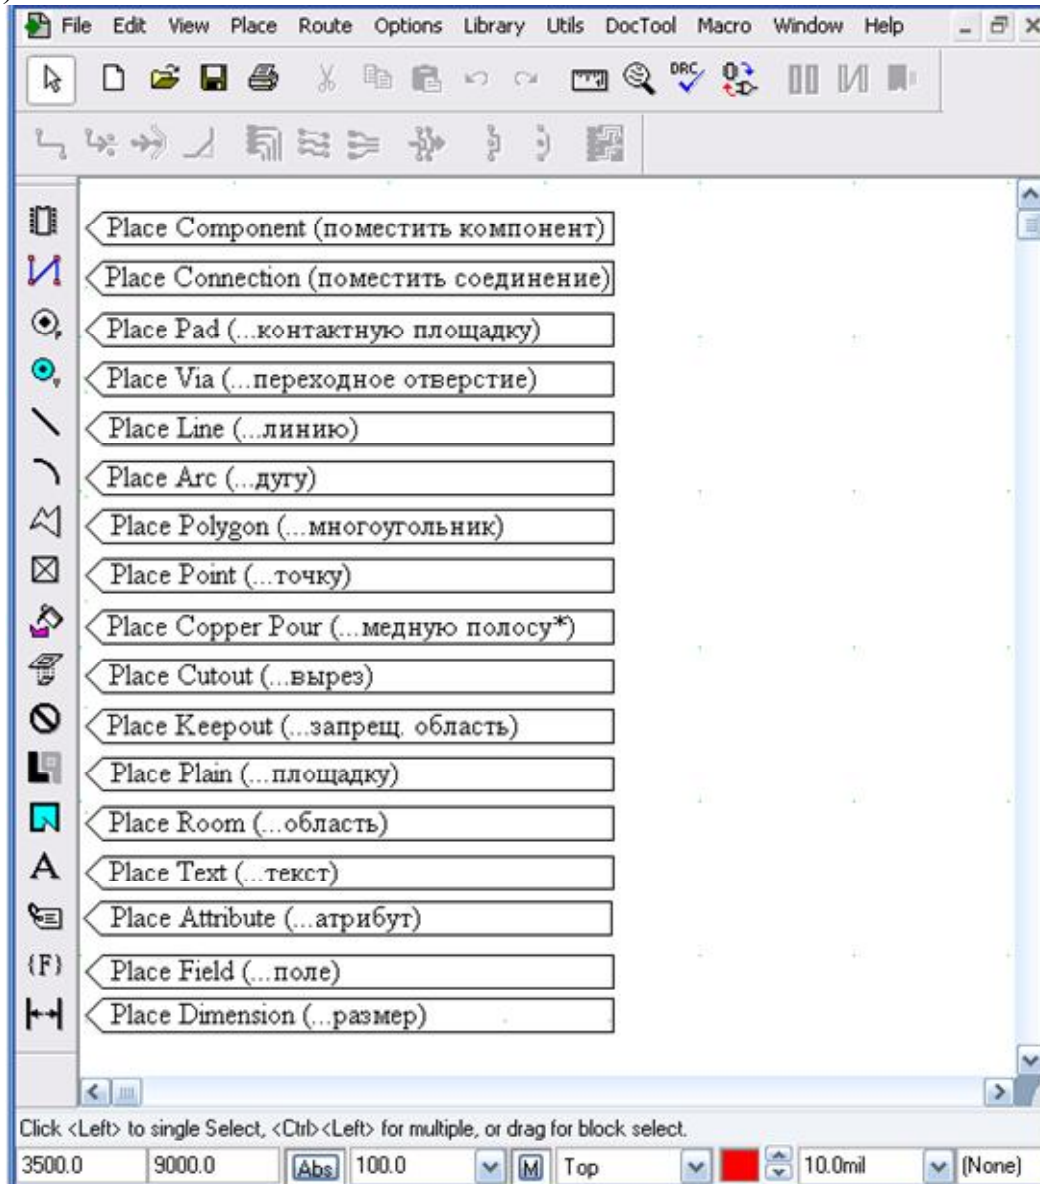 File Edit View Place Route Options Library Utils DocTool Macro Window Help
DRC
Place Component (поместить компонент)
Place Connection (поместить соединение)
Place Pad (...контактную площадку)
Place Via (...переходное отверстие)
Place Line (...линию)
Place Arc (...дугу)
Place Polygon (...многоугольник)
Place Point (...точку)
Place Copper Pour (...медную полосу*)
Place Cutout (...вырез)
Place Keepout (...запрещ. область)
Place Plain (...площадку)
Place Room (...область)
A Place Text (...текст)
Place Attribute (...атрибут)
{F} Place Field (...поле)
Place Dimension (...размер)
Click <Left> to single Select, <Ctrl><Left> for multiple, or drag for block select.
3500.0 9000.0 Abs 100.0 M Top 10.0mil (None)